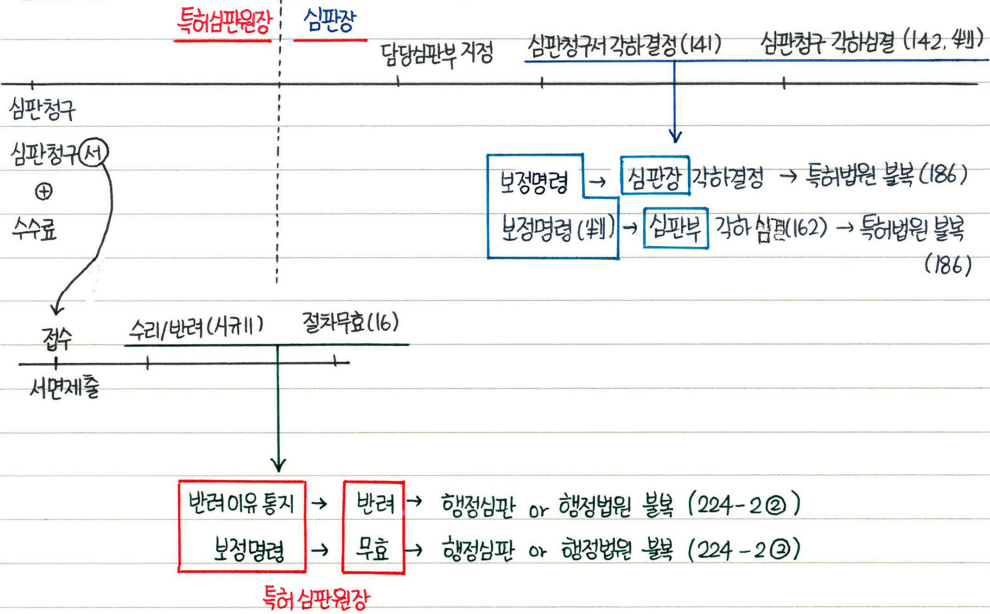 특허심판원장 심판장
담당심판부 지정 심판청구서 각하결정 (141) 심판청구 각하심결 (142, 判例)
심판청구
심판청구서
⊕
수수료
보정명령 → 심판장 각하결정 → 특허법원 불복 (186)
보정명령 (判例) → 심판부 각하 심결(162) → 특허법원 불복
(186)
접수 수리/반려 (시규11) 절차무효 (16)
서면제출
반려이유 통지 → 반려 → 행정심판 or 행정법원 불복 (224-2②)
보정명령 → 무효 → 행정심판 or 행정법원 불복 (224-2③)
특허심판원장